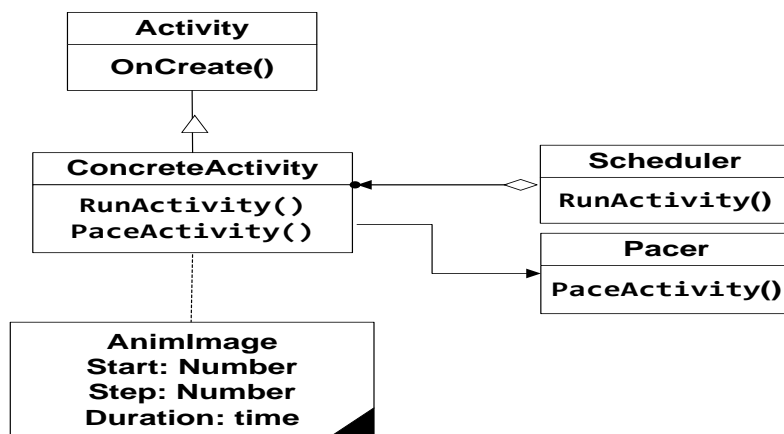 Activity
OnCreate()
ConcreteActivity
RunActivity()
PaceActivity()
Scheduler
RunActivity()
Pacer
PaceActivity()
AnimImage
Start: Number
Step: Number
Duration: time